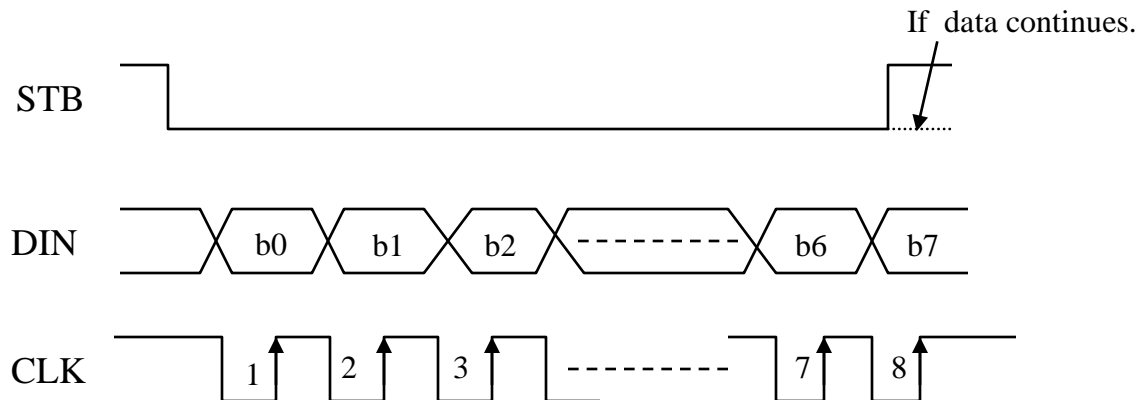 If data continues.
STB
DIN b0 b1 b2 b6 b7
CLK 1 2 3 7 8